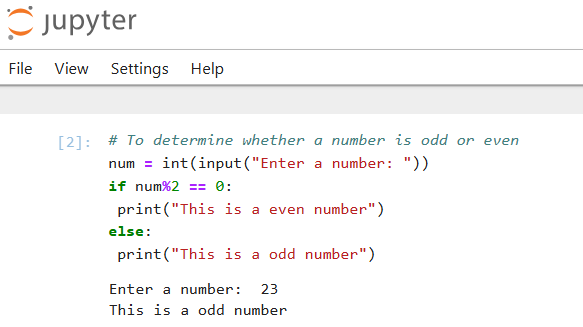 jupyter
File View Settings Help
[2]: # To determine whether a number is odd or even
num = int(input("Enter a number: "))
if num%2 == 0:
 print("This is a even number")
else:
 print("This is a odd number")
Enter a number:  23
This is a odd number